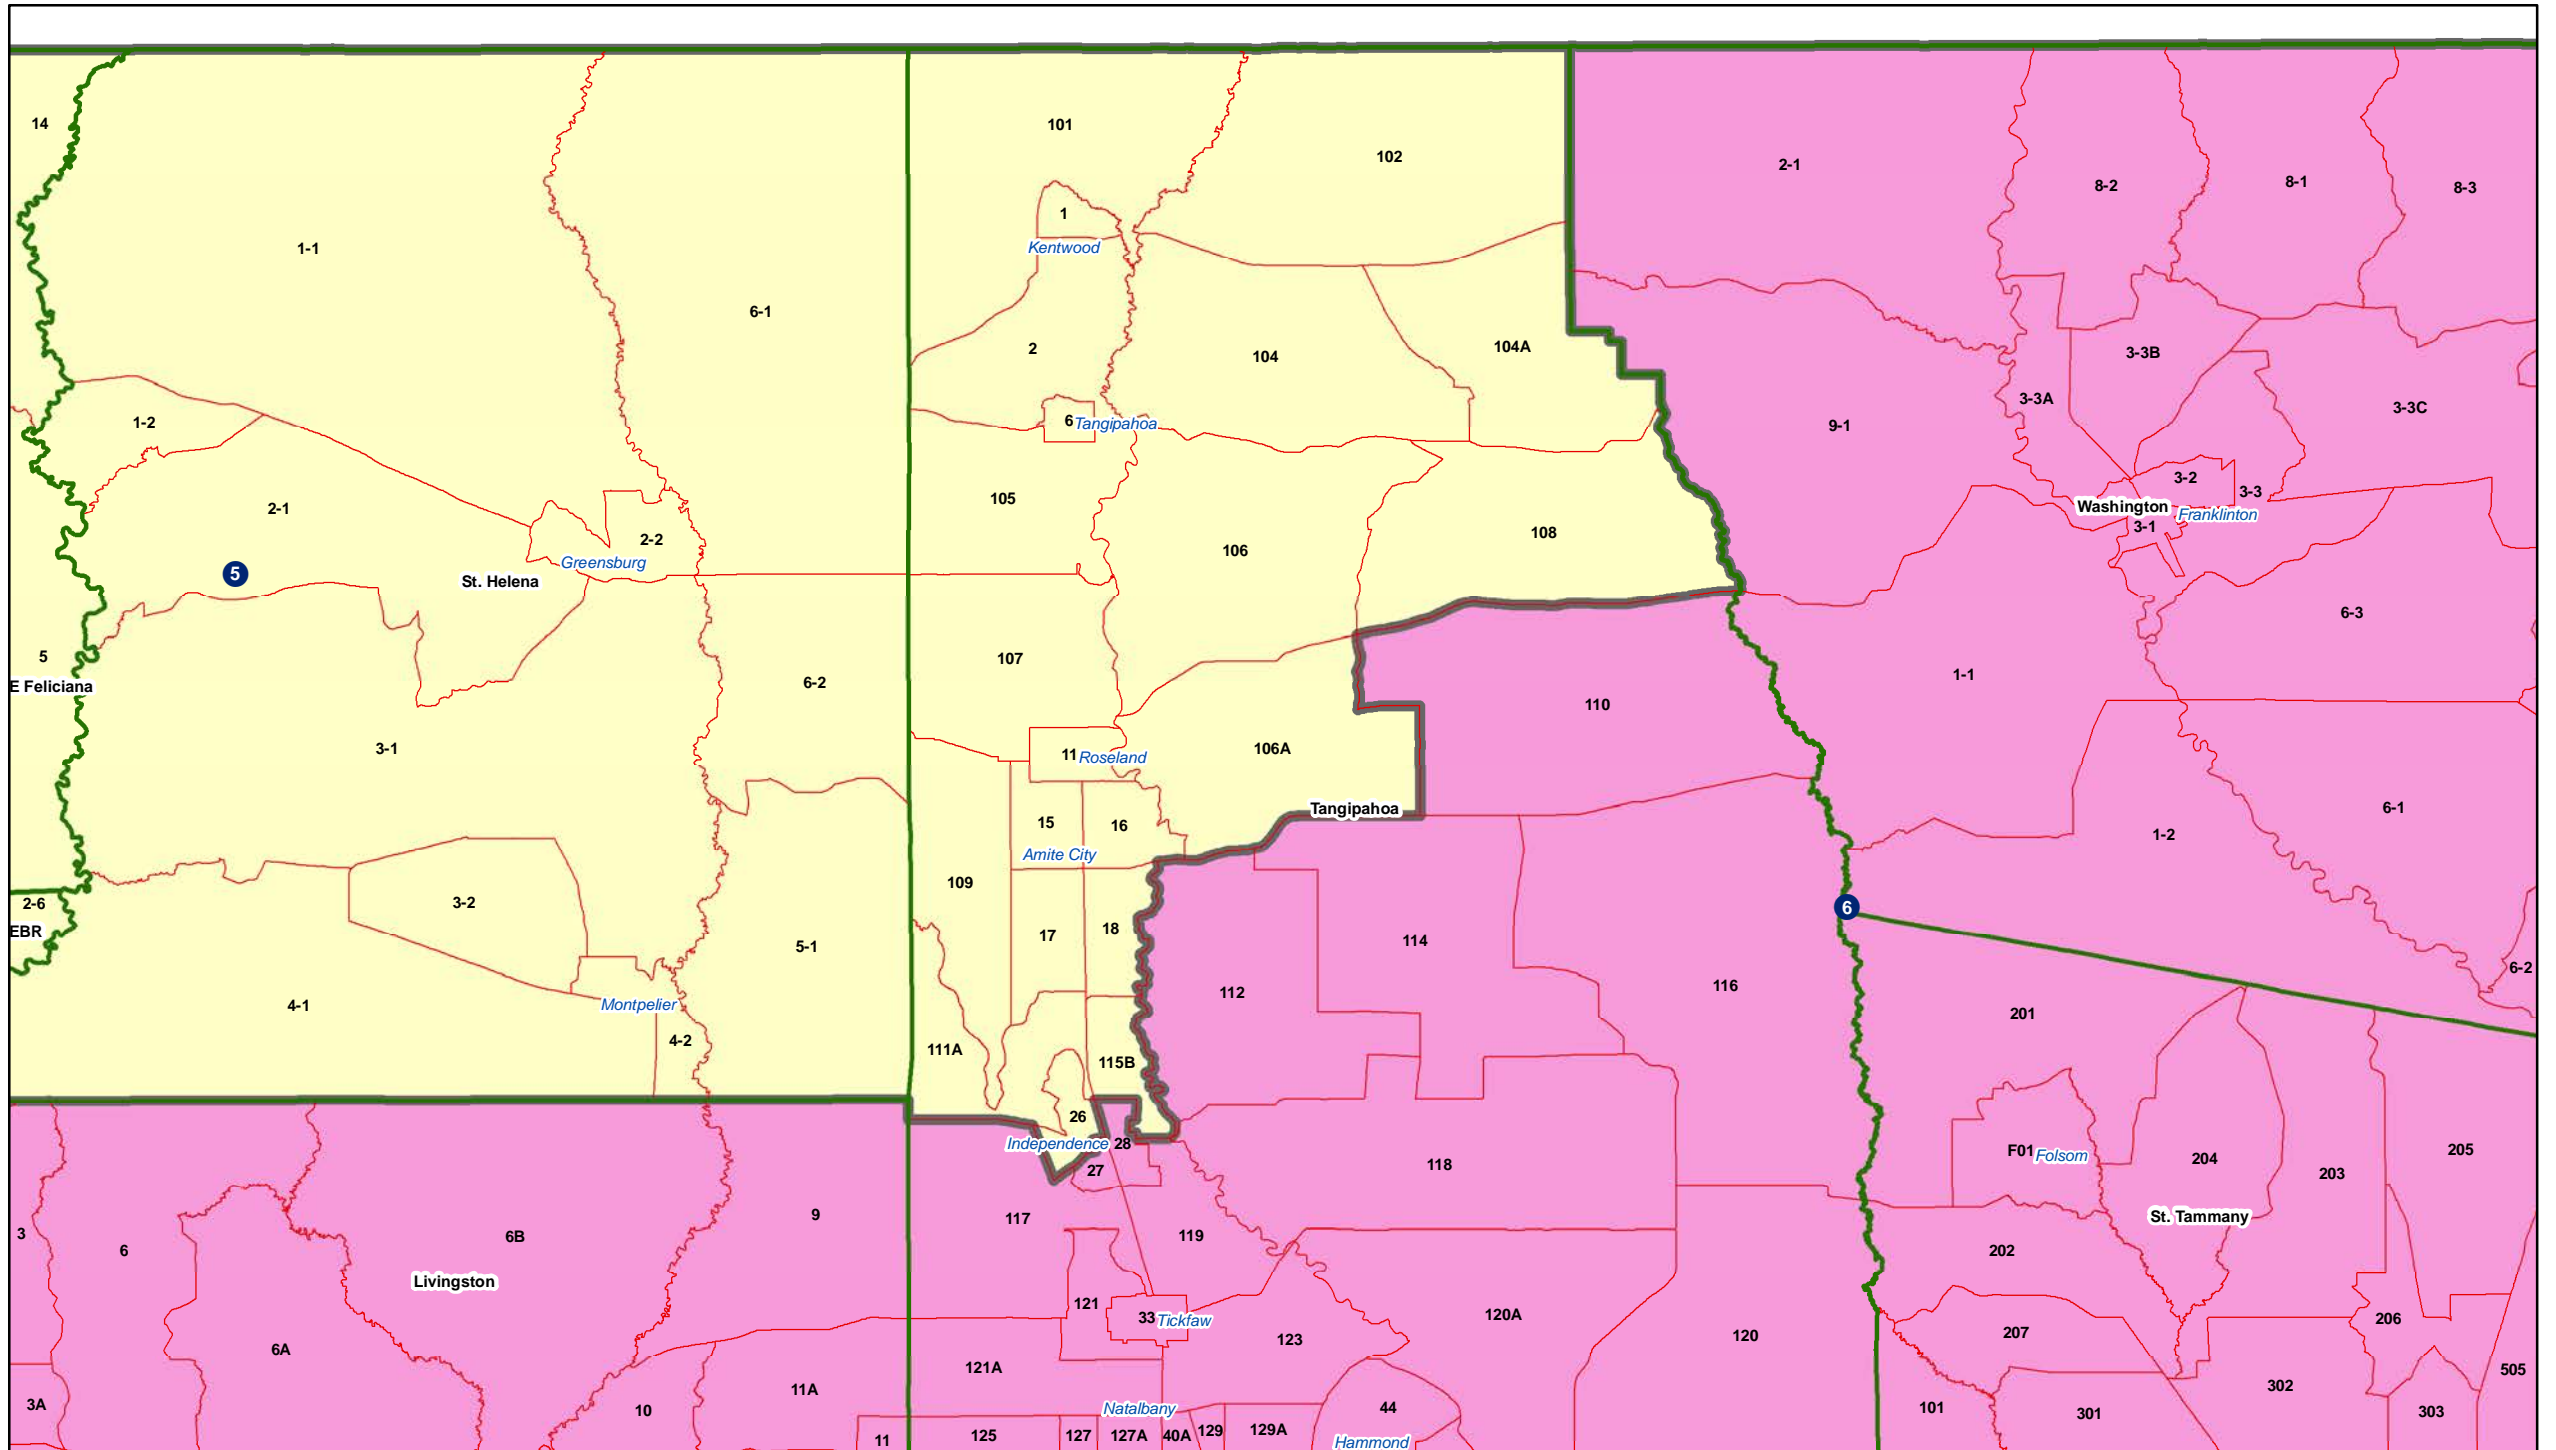 14
101
102
2-1
8-2
8-1
8-3
1
Kentwood
1-1
6-1
2
104
104A
3-3B
3-3A
3-3C
1-2
6
Tangipahoa
9-1
3-2
3-3
Washington
Franklinton
3-1
2-1
105
2-2
Greensburg
106
108
5
St. Helena
6-3
5
E Feliciana
107
6-2
110
1-1
3-1
11
Roseland
106A
Tangipahoa
6-1
15
16
1-2
Amite City
109
2-6
3-2
EBR
17
18
5-1
114
6
6-2
112
116
4-1
Montpelier
201
4-2
111A
115B
26
Independence
28
27
118
F01
Folsom
204
203
205
3
6
6B
9
117
119
St. Tammany
202
Livingston
121
33
Tickfaw
123
120A
120
207
206
6A
121A
11A
505
302
3A
10
Natalbany
44
101
301
303
11
125
127
127A
40A
129
129A
Hammond